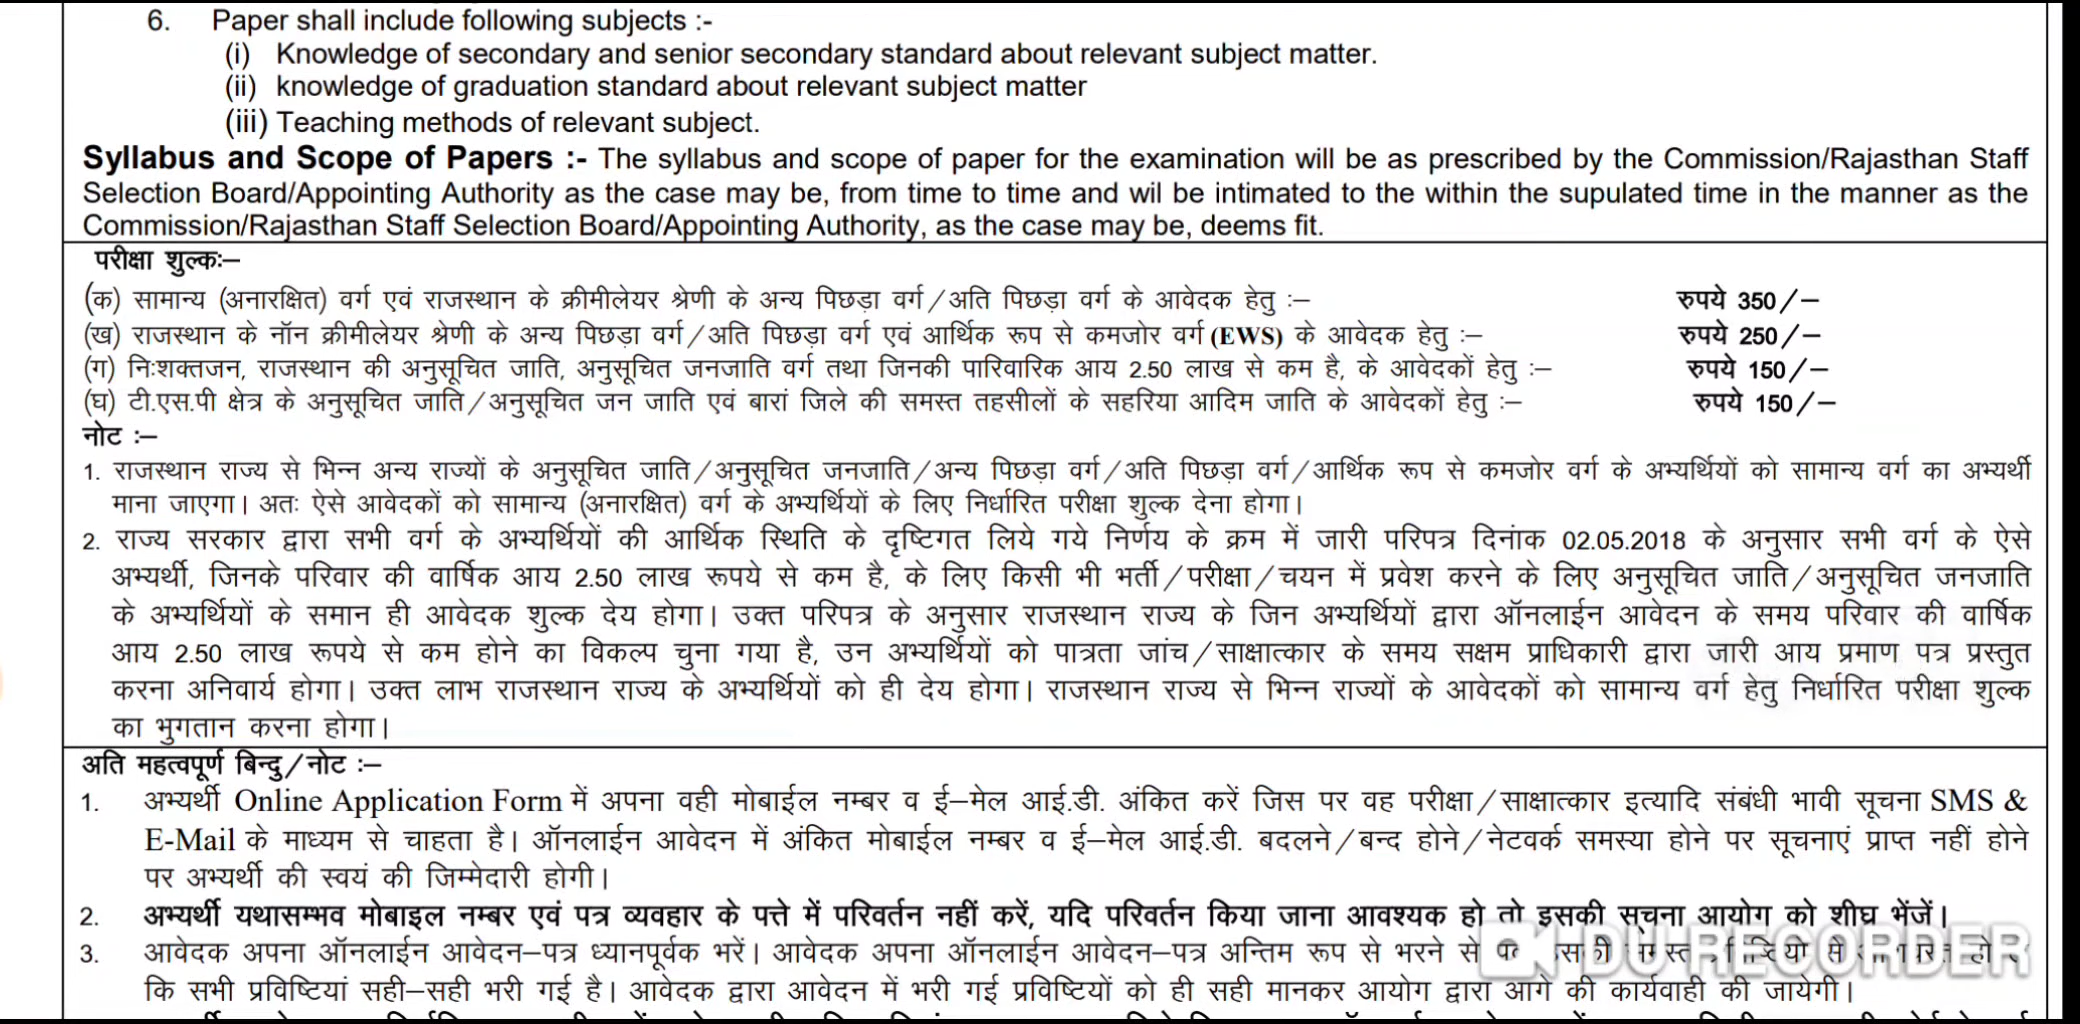 6. Paper shall include following subjects :-
(i) Knowledge of secondary and senior secondary standard about relevant subject matter.
(ii) knowledge of graduation standard about relevant subject matter
(iii) Teaching methods of relevant subject.
Syllabus and Scope of Papers :- The syllabus and scope of paper for the examination will be as prescribed by the Commission/Rajasthan Staff
Selection Board/Appointing Authority as the case may be, from time to time and wil be intimated to the within the supulated time in the manner as the
Commission/Rajasthan Staff Selection Board/Appointing Authority, as the case may be, deems fit.
परीक्षा शुल्कः–
(क) सामान्य (अनारक्षित) वर्ग एवं राजस्थान के क्रीमीलेयर श्रेणी के अन्य पिछड़ा वर्ग/अति पिछड़ा वर्ग के आवेदक हेतु :– रुपये 350/–
(ख) राजस्थान के नॉन क्रीमीलेयर श्रेणी के अन्य पिछड़ा वर्ग/अति पिछड़ा वर्ग एवं आर्थिक रूप से कमजोर वर्ग (EWS) के आवेदक हेतु :– रुपये 250/–
(ग) निःशक्तजन, राजस्थान की अनुसूचित जाति, अनुसूचित जनजाति वर्ग तथा जिनकी पारिवारिक आय 2.50 लाख से कम है, के आवेदकों हेतु :– रुपये 150/–
(घ) टी.एस.पी क्षेत्र के अनुसूचित जाति/अनुसूचित जन जाति एवं बारां जिले की समस्त तहसीलों के सहरिया आदिम जाति के आवेदकों हेतु :– रुपये 150/–
नोट :–
1. राजस्थान राज्य से भिन्न अन्य राज्यों के अनुसूचित जाति/अनुसूचित जनजाति/अन्य पिछड़ा वर्ग/अति पिछड़ा वर्ग/आर्थिक रूप से कमजोर वर्ग के अभ्यर्थियों को सामान्य वर्ग का अभ्यर्थी
माना जाएगा। अतः ऐसे आवेदकों को सामान्य (अनारक्षित) वर्ग के अभ्यर्थियों के लिए निर्धारित परीक्षा शुल्क देना होगा।
2. राज्य सरकार द्वारा सभी वर्ग के अभ्यर्थियों की आर्थिक स्थिति के दृष्टिगत लिये गये निर्णय के क्रम में जारी परिपत्र दिनांक 02.05.2018 के अनुसार सभी वर्ग के ऐसे
अभ्यर्थी, जिनके परिवार की वार्षिक आय 2.50 लाख रूपये से कम है, के लिए किसी भी भर्ती/परीक्षा/चयन में प्रवेश करने के लिए अनुसूचित जाति/अनुसूचित जनजाति
के अभ्यर्थियों के समान ही आवेदक शुल्क देय होगा। उक्त परिपत्र के अनुसार राजस्थान राज्य के जिन अभ्यर्थियों द्वारा ऑनलाईन आवेदन के समय परिवार की वार्षिक
आय 2.50 लाख रूपये से कम होने का विकल्प चुना गया है, उन अभ्यर्थियों को पात्रता जांच/साक्षात्कार के समय सक्षम प्राधिकारी द्वारा जारी आय प्रमाण पत्र प्रस्तुत
करना अनिवार्य होगा। उक्त लाभ राजस्थान राज्य के अभ्यर्थियों को ही देय होगा। राजस्थान राज्य से भिन्न राज्यों के आवेदकों को सामान्य वर्ग हेतु निर्धारित परीक्षा शुल्क
का भुगतान करना होगा।
अति महत्वपूर्ण बिन्दु/नोट :–
1. अभ्यर्थी Online Application Form में अपना वही मोबाईल नम्बर व ई–मेल आई.डी. अंकित करें जिस पर वह परीक्षा/साक्षात्कार इत्यादि संबंधी भावी सूचना SMS &
E-Mail के माध्यम से चाहता है। ऑनलाईन आवेदन में अंकित मोबाईल नम्बर व ई–मेल आई.डी. बदलने/बन्द होने/नेटवर्क समस्या होने पर सूचनाएं प्राप्त नहीं होने
पर अभ्यर्थी की स्वयं की जिम्मेदारी होगी।
2. अभ्यर्थी यथासम्भव मोबाइल नम्बर एवं पत्र व्यवहार के पत्ते में परिवर्तन नहीं करें, यदि परिवर्तन किया जाना आवश्यक हो तो इसकी सूचना आयोग को शीघ्र भेंजें।
3. आवेदक अपना ऑनलाईन आवेदन–पत्र ध्यानपूर्वक भरें। आवेदक अपना ऑनलाईन आवेदन–पत्र अन्तिम रूप से भरने से
DU RECORDER
कि सभी प्रविष्टियां सही–सही भरी गई है। आवेदक द्वारा आवेदन में भरी गई प्रविष्टियों को ही सही मानकर आयोग द्वारा आगे की कार्यवाही की जायेगी।